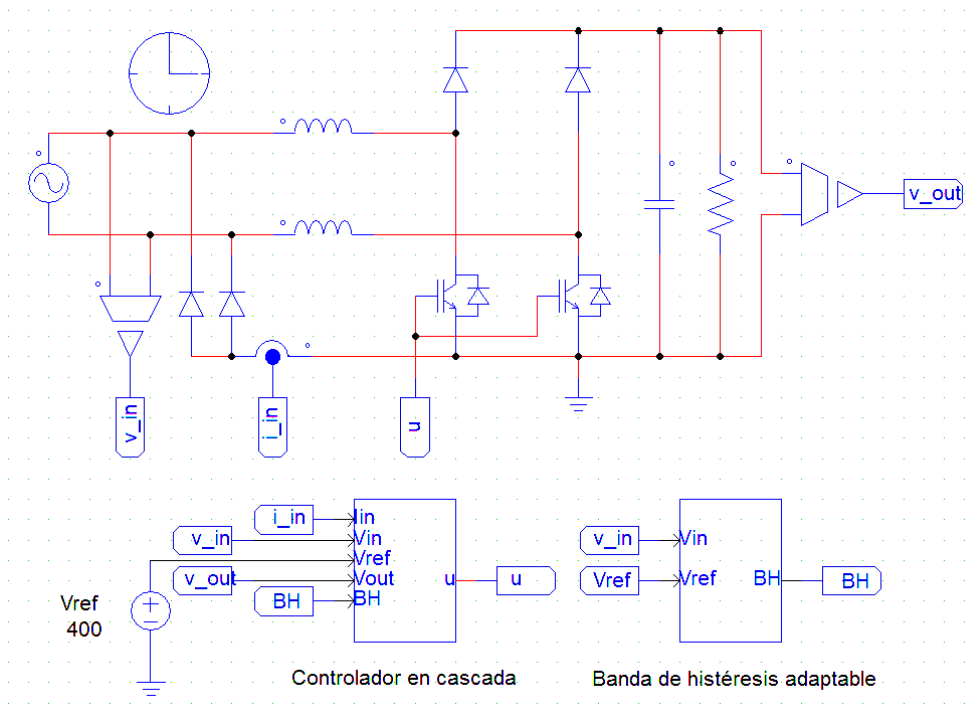 v_out
v_in
i_in
u
i_in
v_in
v_out
BH
Iin
Vin
Vref
Vout
BH
u
u
v_in
Vref
Vin
Vref
BH
BH
Vref
400
Controlador en cascada
Banda de histéresis adaptable